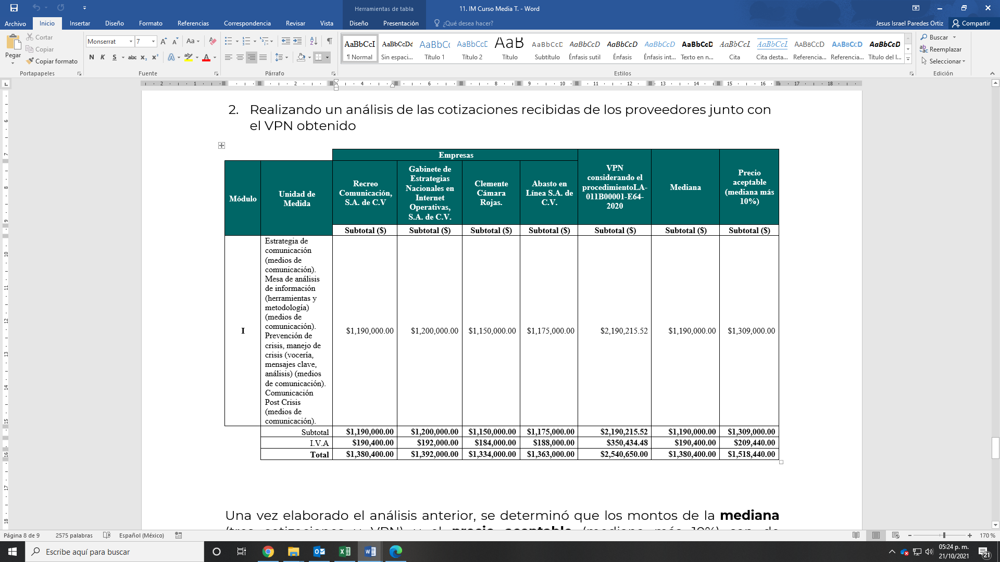 Herramientas de tabla
11. IM Curso Media T. - Word
Archivo Inicio Insertar Diseño Formato Referencias Correspondencia Revisar Vista Diseño Presentación ¿Qué desea hacer? Jesus Israel Paredes Ortiz Compartir
Pegar
Cortar
Copiar
Copiar formato
Portapapeles
Monserrat 7
Fuente
Párrafo
AaBbCcI AaBbCcDc AaBbC AaBbCcD AaB AaBbCcD AaBbCcD AaBbCcD AaBbCcD AaBbCcD AaBbCcI AaBbCcI AaBbCcD AaBbCcD AaBbCcD
¶ Normal Sin espaci... Título 1 Título 2 Título Subtítulo Énfasis sutil Énfasis Énfasis int... Texto en n... Cita Cita desta... Referencia... Referencia... Título del l...
Estilos
Buscar
Reemplazar
Seleccionar
Edición
2. Realizando un análisis de las cotizaciones recibidas de los proveedores junto con
el VPN obtenido
Empresas
Módulo
Unidad de
Medida
Recreo
Comunicación,
S.A. de C.V
Gabinete de
Estrategias
Nacionales en
Internet
Operativas,
S.A. de C.V.
Clemente
Cámara
Rojas.
Abasto en
Línea S.A. de
C.V.
VPN
considerando el
procedimientoLA-
011B00001-E64-
2020
Mediana
Precio
aceptable
(mediana más
10%)
Subtotal ($) Subtotal ($) Subtotal ($) Subtotal ($) Subtotal ($) Subtotal ($) Subtotal ($)
I
Estrategia de
comunicación
(medios de
comunicación).
Mesa de análisis
de información
(herramientas y
metodología)
(medios de
comunicación).
Prevención de
crisis, manejo de
crisis (vocería,
mensajes clave,
análisis) (medios
de comunicación).
Comunicación
Post Crisis
(medios de
comunicación).
$1,190,000.00 $1,200,000.00 $1,150,000.00 $1,175,000.00 $2,190,215.52 $1,190,000.00 $1,309,000.00
Subtotal $1,190,000.00 $1,200,000.00 $1,150,000.00 $1,175,000.00 $2,190,215.52 $1,190,000.00 $1,309,000.00
I.V.A $190,400.00 $192,000.00 $184,000.00 $188,000.00 $350,434.48 $190,400.00 $209,440.00
Total $1,380,400.00 $1,392,000.00 $1,334,000.00 $1,363,000.00 $2,540,650.00 $1,380,400.00 $1,518,440.00
Una vez elaborado el análisis anterior, se determinó que los montos de la mediana
(tres cotizaciones y VPN) y el precio aceptable (mediana más 10%) son de
Página 8 de 9 2575 palabras Español (México) 170 %
Escribe aquí para buscar
05:24 p. m.
21/10/2021
21